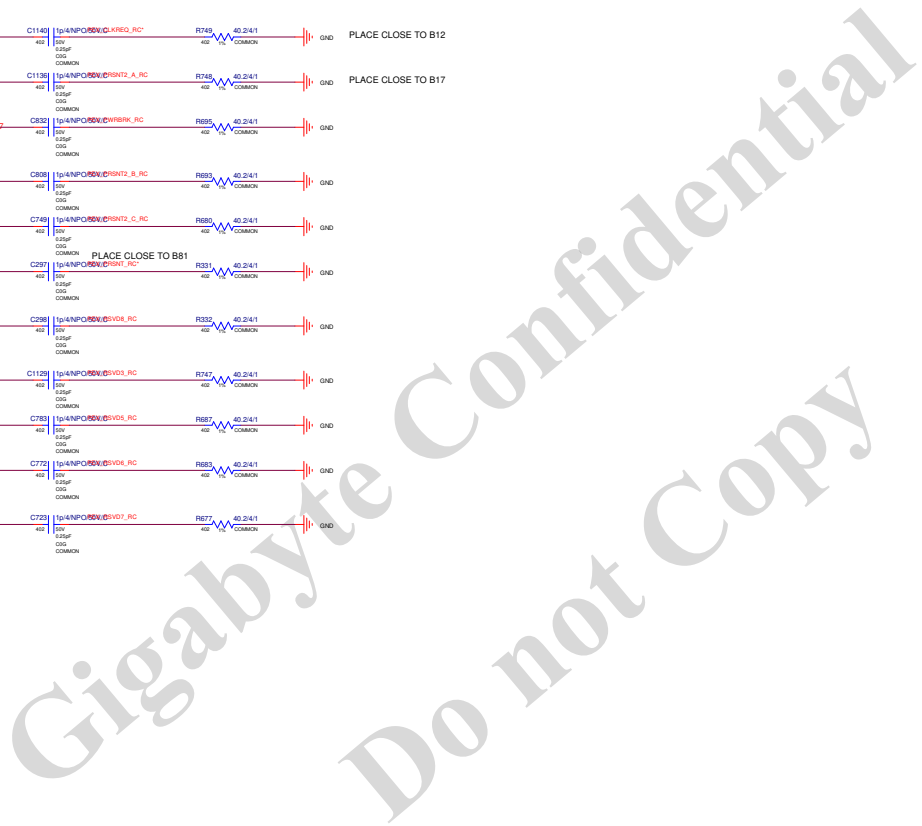 C1140 1p/4/NPO/50V/C CLKREQ_RC* R749 40.2/4/1 PLACE CLOSE TO B12
402 50V 402 1% COMMON GND
0.25pF
C0G
COMMON
C1136 1p/4/NPO/50V/C PRSNT2_A_RC R748 40.2/4/1 PLACE CLOSE TO B17
402 50V 402 1% COMMON GND
0.25pF
C0G
COMMON
C832 1p/4/NPO/50V/C PWRBRK_RC R695 40.2/4/1
402 50V 402 1% COMMON GND
0.25pF
C0G
COMMON
C808 1p/4/NPO/50V/C PRSNT2_B_RC R693 40.2/4/1
402 50V 402 1% COMMON GND
0.25pF
C0G
COMMON
C749 1p/4/NPO/50V/C PRSNT2_C_RC R680 40.2/4/1
402 50V 402 1% COMMON GND
0.25pF
C0G
COMMON
PLACE CLOSE TO B81
C297 1p/4/NPO/50V/C PRSNT_RC* R331 40.2/4/1
402 50V 402 1% COMMON GND
0.25pF
C0G
COMMON
C298 1p/4/NPO/50V/C RSVD8_RC R332 40.2/4/1
402 50V 402 1% COMMON GND
0.25pF
C0G
COMMON
C1129 1p/4/NPO/50V/C RSVD3_RC R747 40.2/4/1
402 50V 402 1% COMMON GND
0.25pF
C0G
COMMON
C783 1p/4/NPO/50V/C RSVD5_RC R687 40.2/4/1
402 50V 402 1% COMMON GND
0.25pF
C0G
COMMON
C772 1p/4/NPO/50V/C RSVD6_RC R683 40.2/4/1
402 50V 402 1% COMMON GND
0.25pF
C0G
COMMON
C723 1p/4/NPO/50V/C RSVD7_RC R677 40.2/4/1
402 50V 402 1% COMMON GND
0.25pF
C0G
COMMON
Gigabyte Confidential
Do not Copy